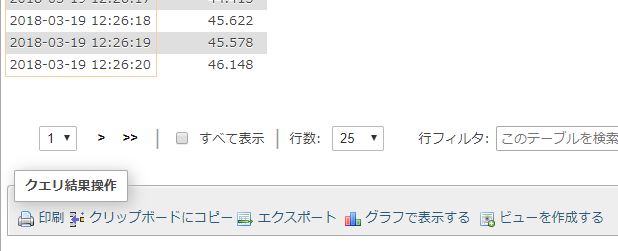 2018-03-19 12:26:18 45.622
2018-03-19 12:26:19 45.578
2018-03-19 12:26:20 46.148
1 > >> | すべて表示 | 行数: 25 行フィルタ: このテーブルを検索
クエリ結果操作
印刷 クリップボードにコピー エクスポート グラフで表示する ビューを作成する